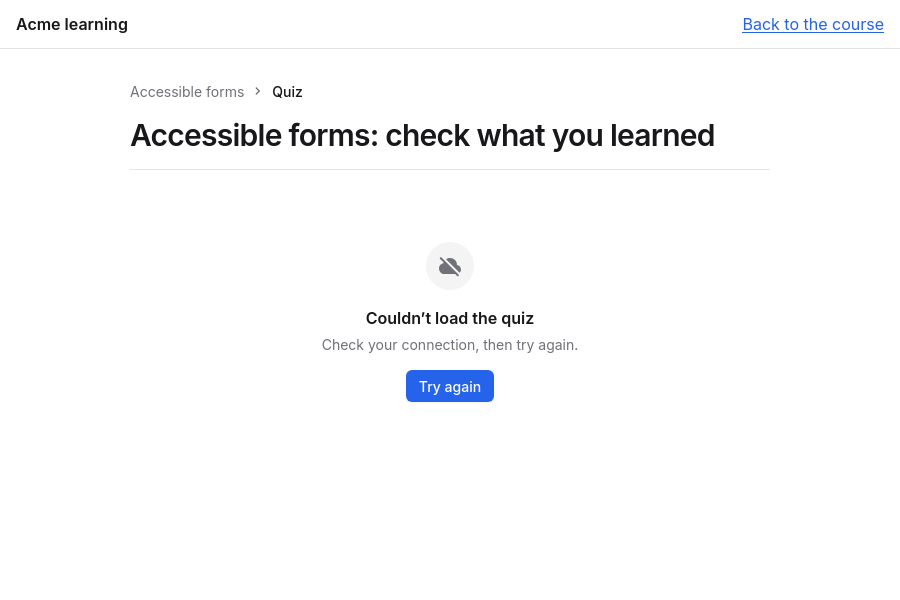 Acme learning
Back to the course
Accessible forms
Quiz
Accessible forms: check what you learned
Couldn’t load the quiz
Check your connection, then try again.
Try again